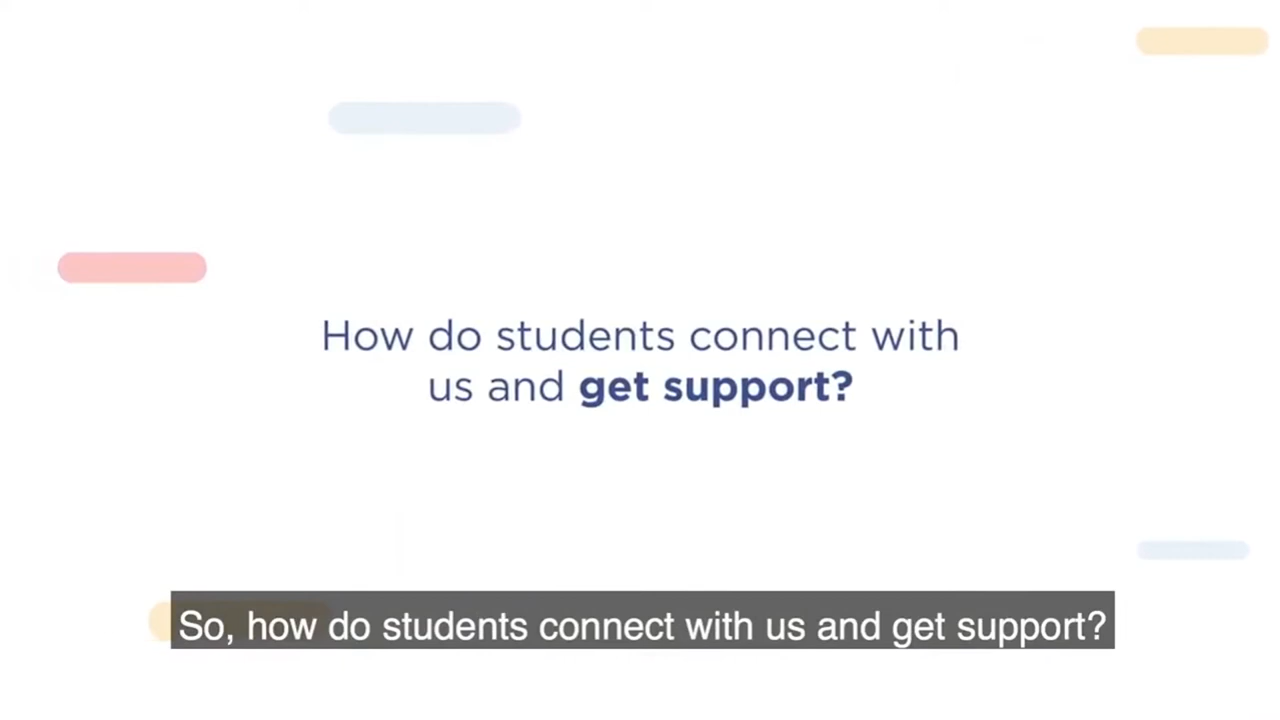 How do students connect with
us and get support?
So, how do students connect with us and get support?